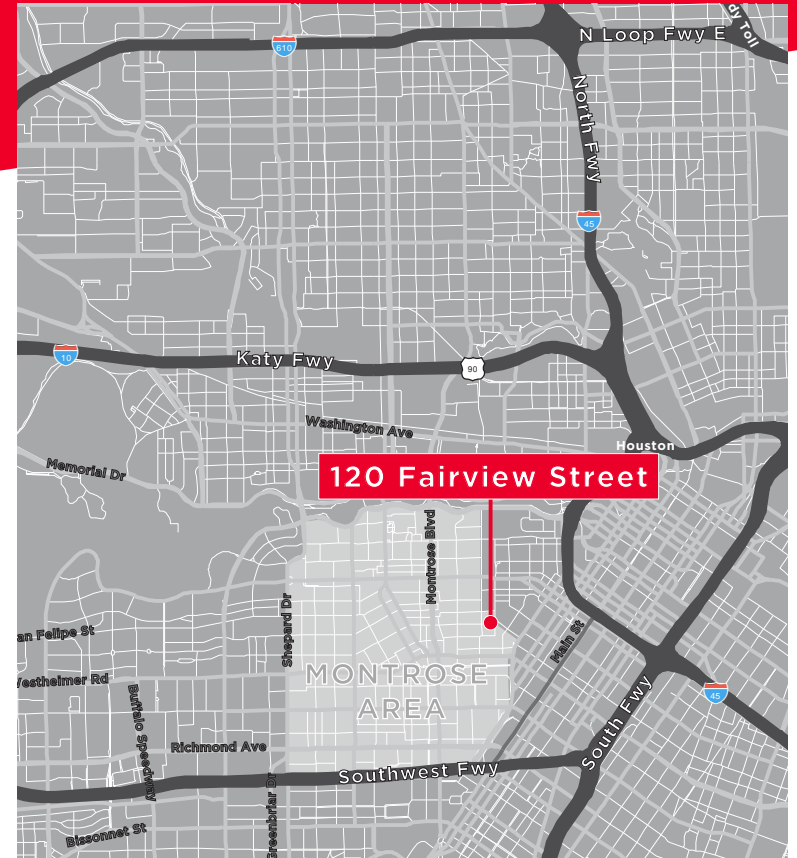 N Loop Fwy E
dy Toll
610
North Fwy
45
10
Katy Fwy
90
Washington Ave
Houston
Memorial Dr
120 Fairview Street
Montrose Blvd
Shepard Dr
Main St
an Felipe St
Westheimer Rd
MONTROSE
AREA
Buffalo Speedway
45
South Fwy
Richmond Ave
Southwest Fwy
Greenbriar Dr
Bissonnet St